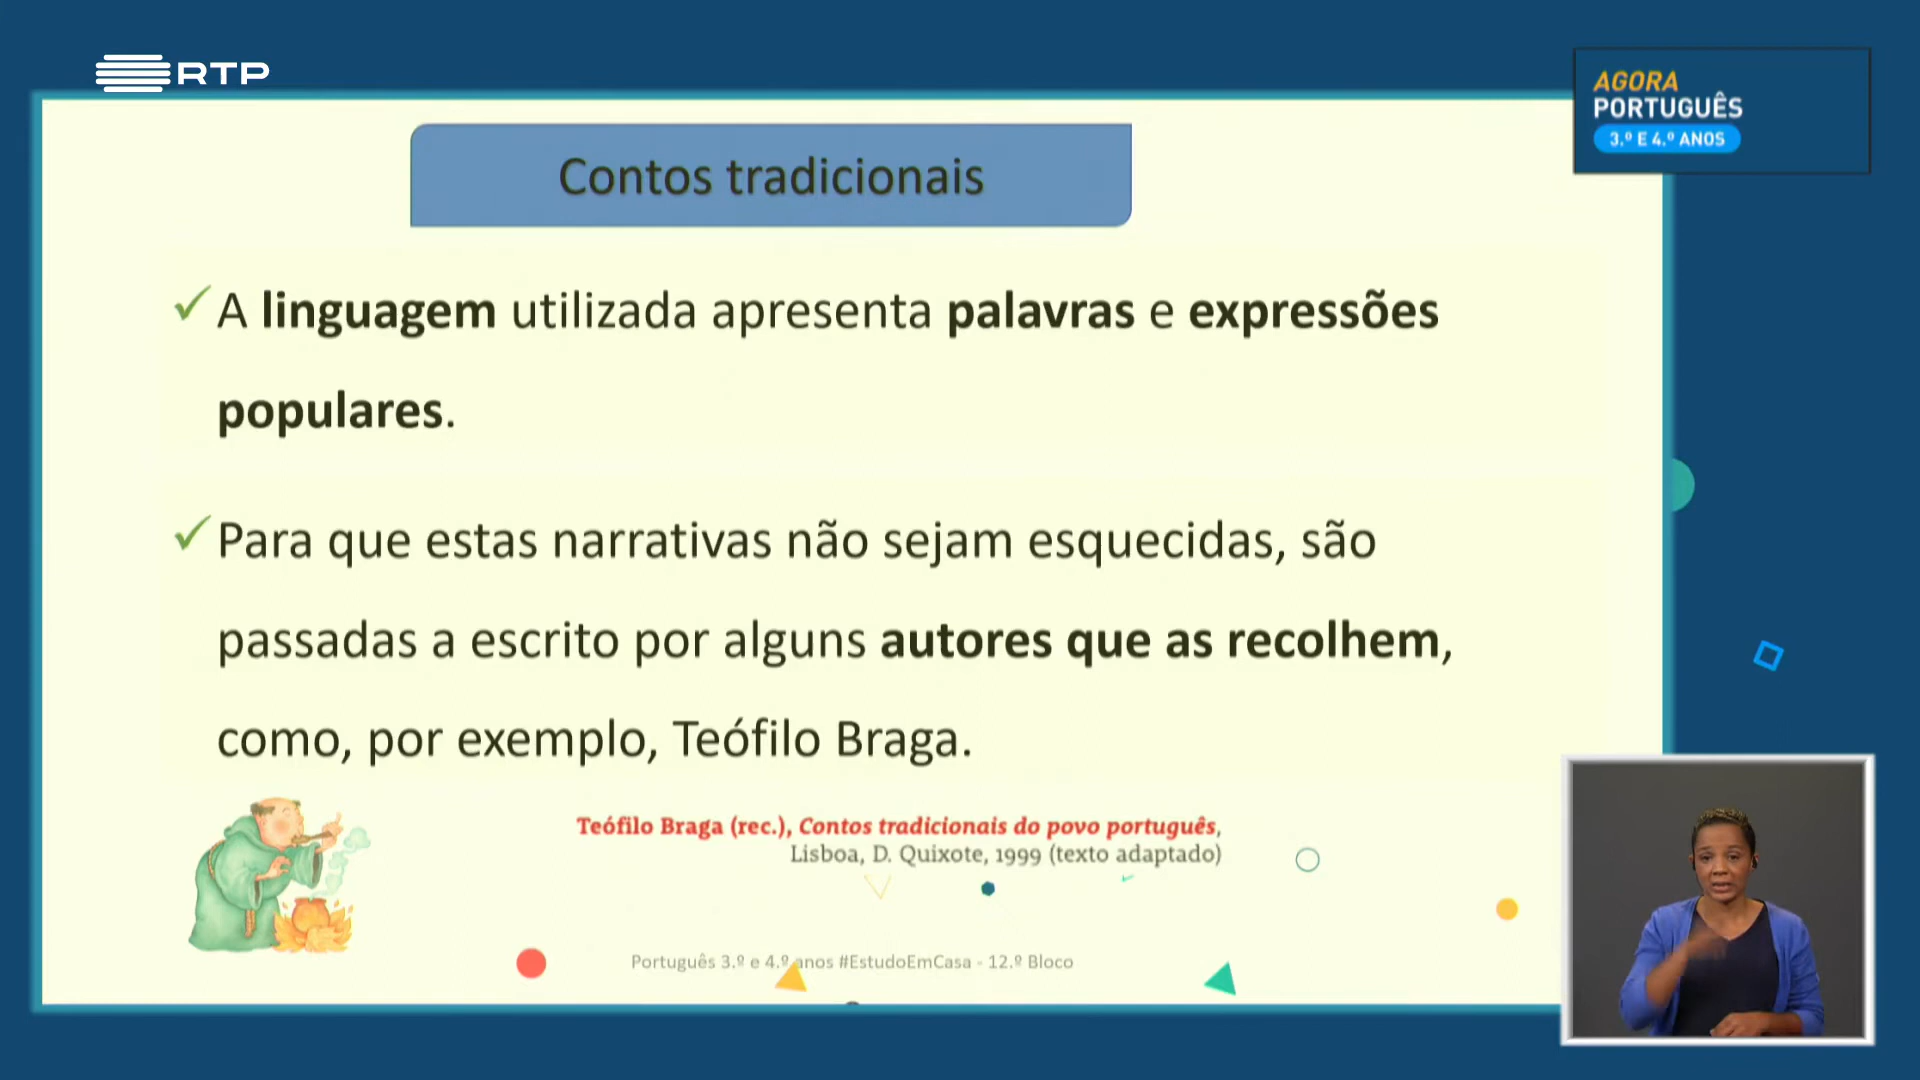 RTP
AGORA
PORTUGUÊS
3.º E 4.º ANOS
Contos tradicionais
A linguagem utilizada apresenta palavras e expressões
populares.
Para que estas narrativas não sejam esquecidas, são
passadas a escrito por alguns autores que as recolhem,
como, por exemplo, Teófilo Braga.
Teófilo Braga (rec.), Contos tradicionais do povo português,
Lisboa, D. Quixote, 1999 (texto adaptado)
Português 3.º e 4.º anos #EstudoEmCasa - 12.º Bloco